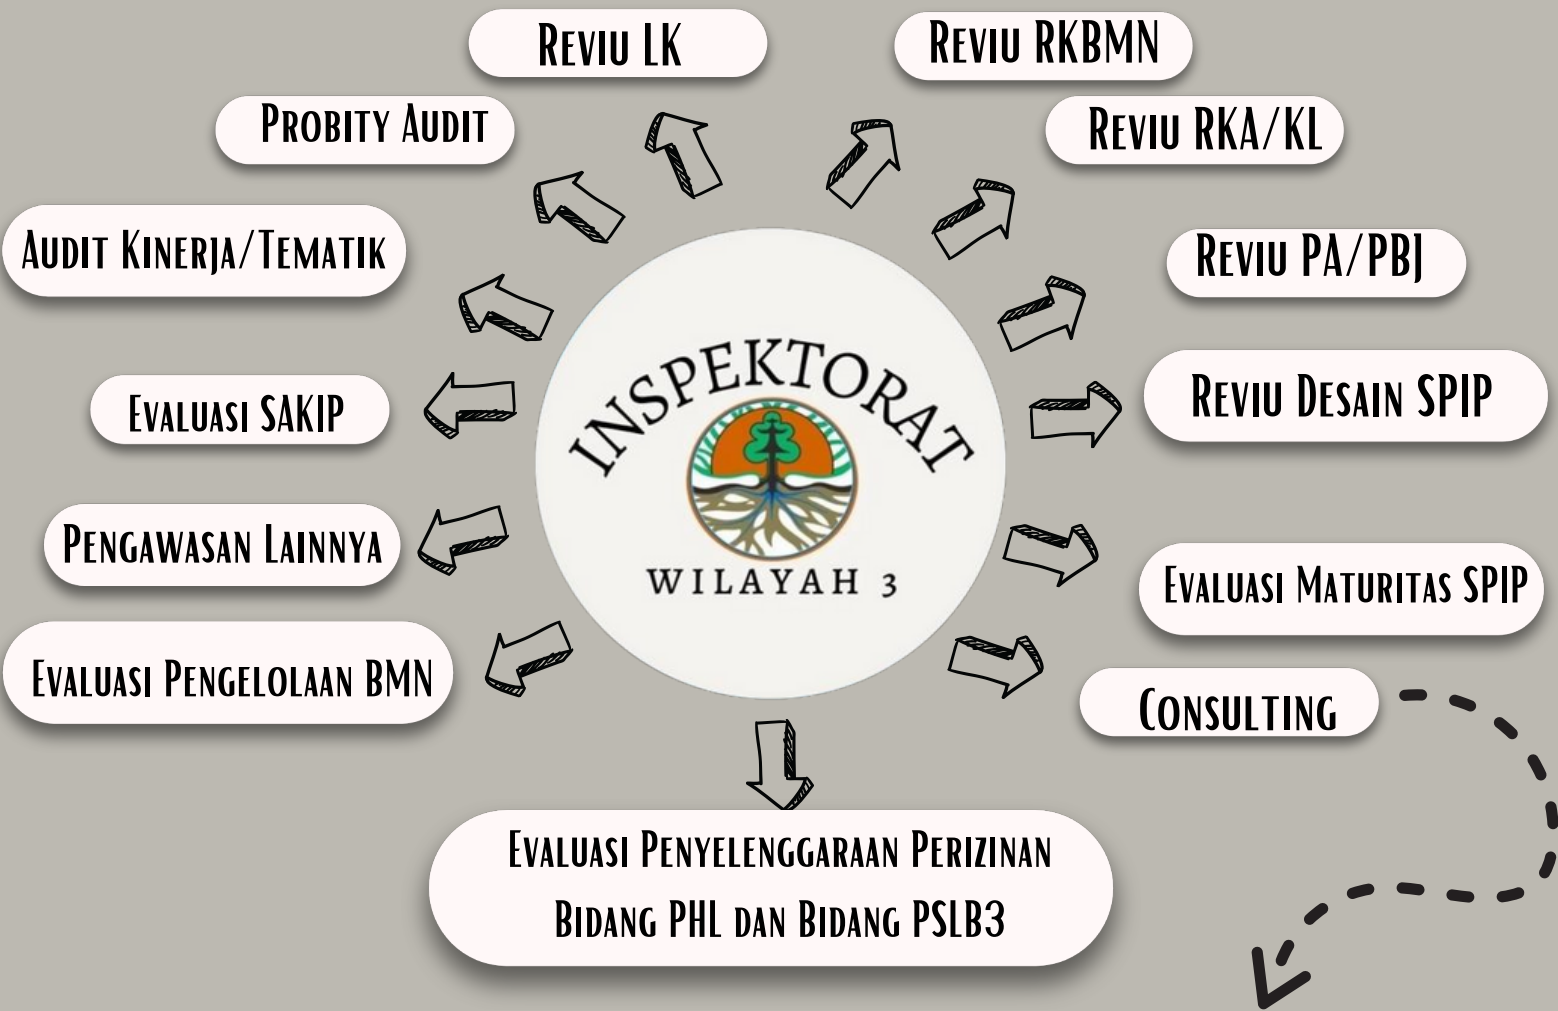 Reviu LK
Reviu RKBMN
Probity Audit
Reviu RKA/KL
Audit Kinerja/Tematik
Reviu PA/PBJ
Evaluasi SAKIP
Reviu Desain SPIP
INSPEKTORAT
WILAYAH 3
Pengawasan Lainnya
Evaluasi Maturitas SPIP
Evaluasi Pengelolaan BMN
Consulting
Evaluasi Penyelenggaraan Perizinan
Bidang PHL dan Bidang PSLB3